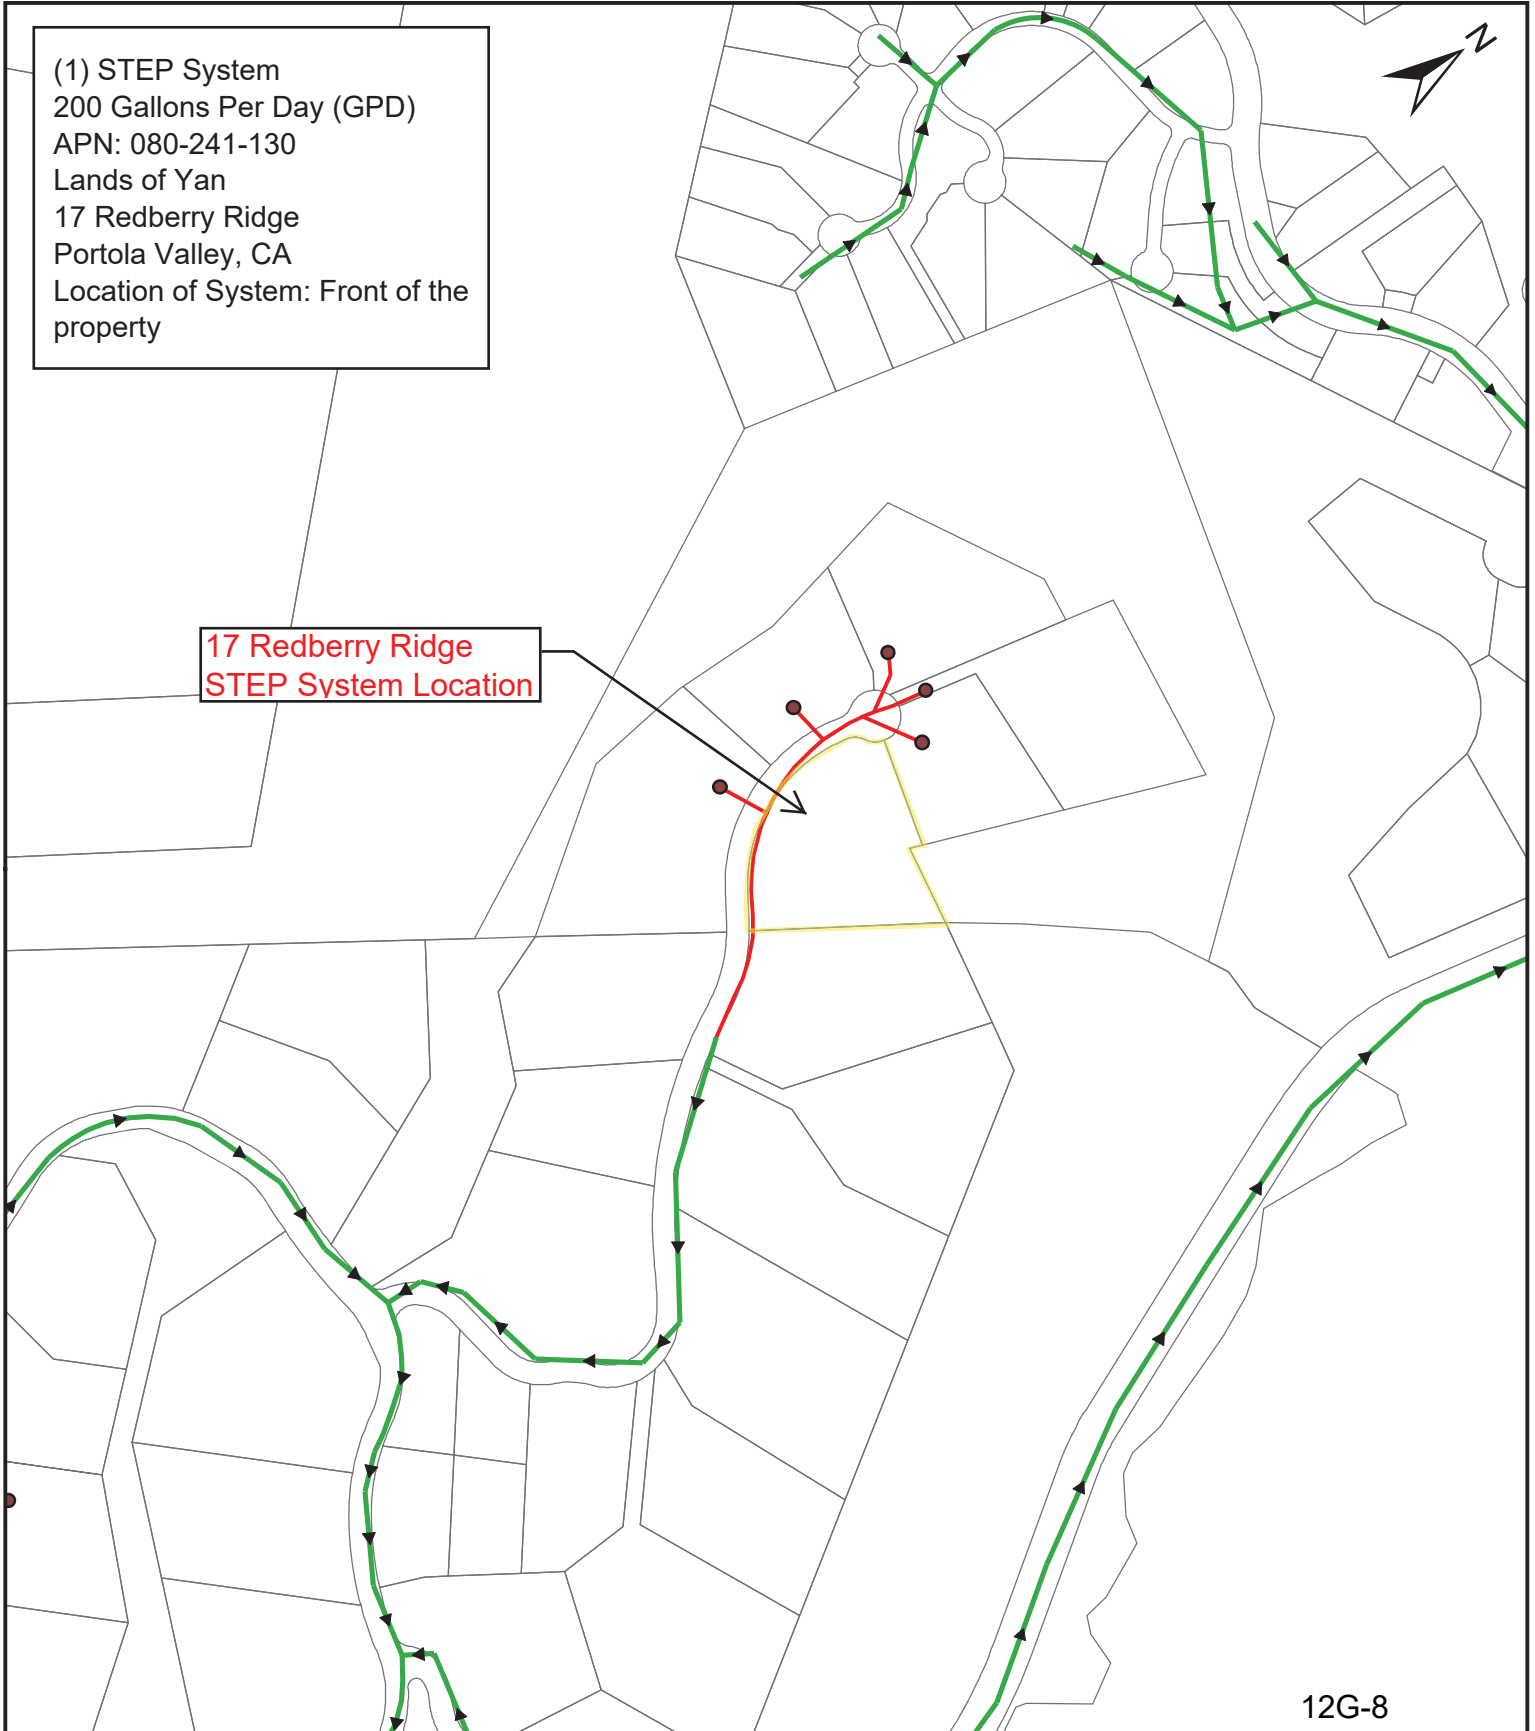 (1) STEP System
200 Gallons Per Day (GPD)
APN: 080-241-130
Lands of Yan
17 Redberry Ridge
Portola Valley, CA
Location of System: Front of the
property
N
17 Redberry Ridge
STEP System Location
12G-8